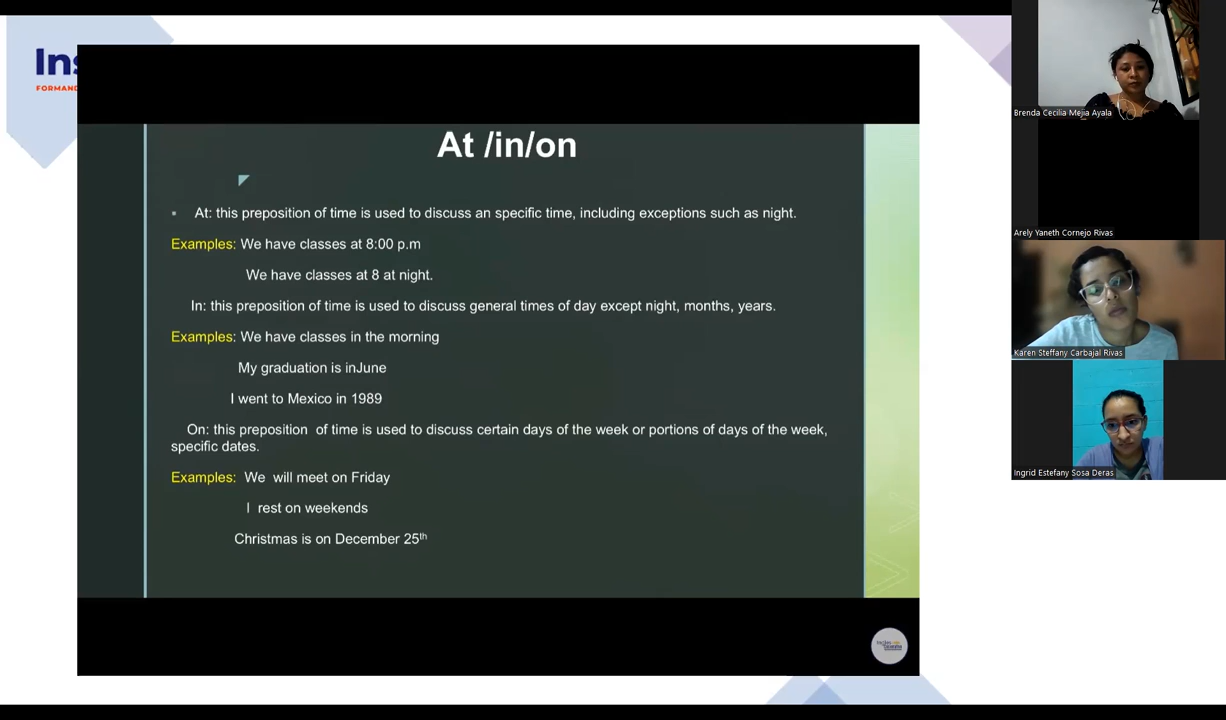 Ins
FORMAND
At /in/on
At: this preposition of time is used to discuss an specific time, including exceptions such as night.
Examples: We have classes at 8:00 p.m
We have classes at 8 at night.
In: this preposition of time is used to discuss general times of day except night, months, years.
Examples: We have classes in the morning
My graduation is inJune
I went to Mexico in 1989
On: this preposition of time is used to discuss certain days of the week or portions of days of the week,
specific dates.
Examples: We will meet on Friday
I rest on weekends
Christmas is on December 25th
Brenda Cecilia Mejia Ayala
Arely Yaneth Cornejo Rivas
Karen Steffany Carbajal Rivas
Ingrid Estefany Sosa Deras